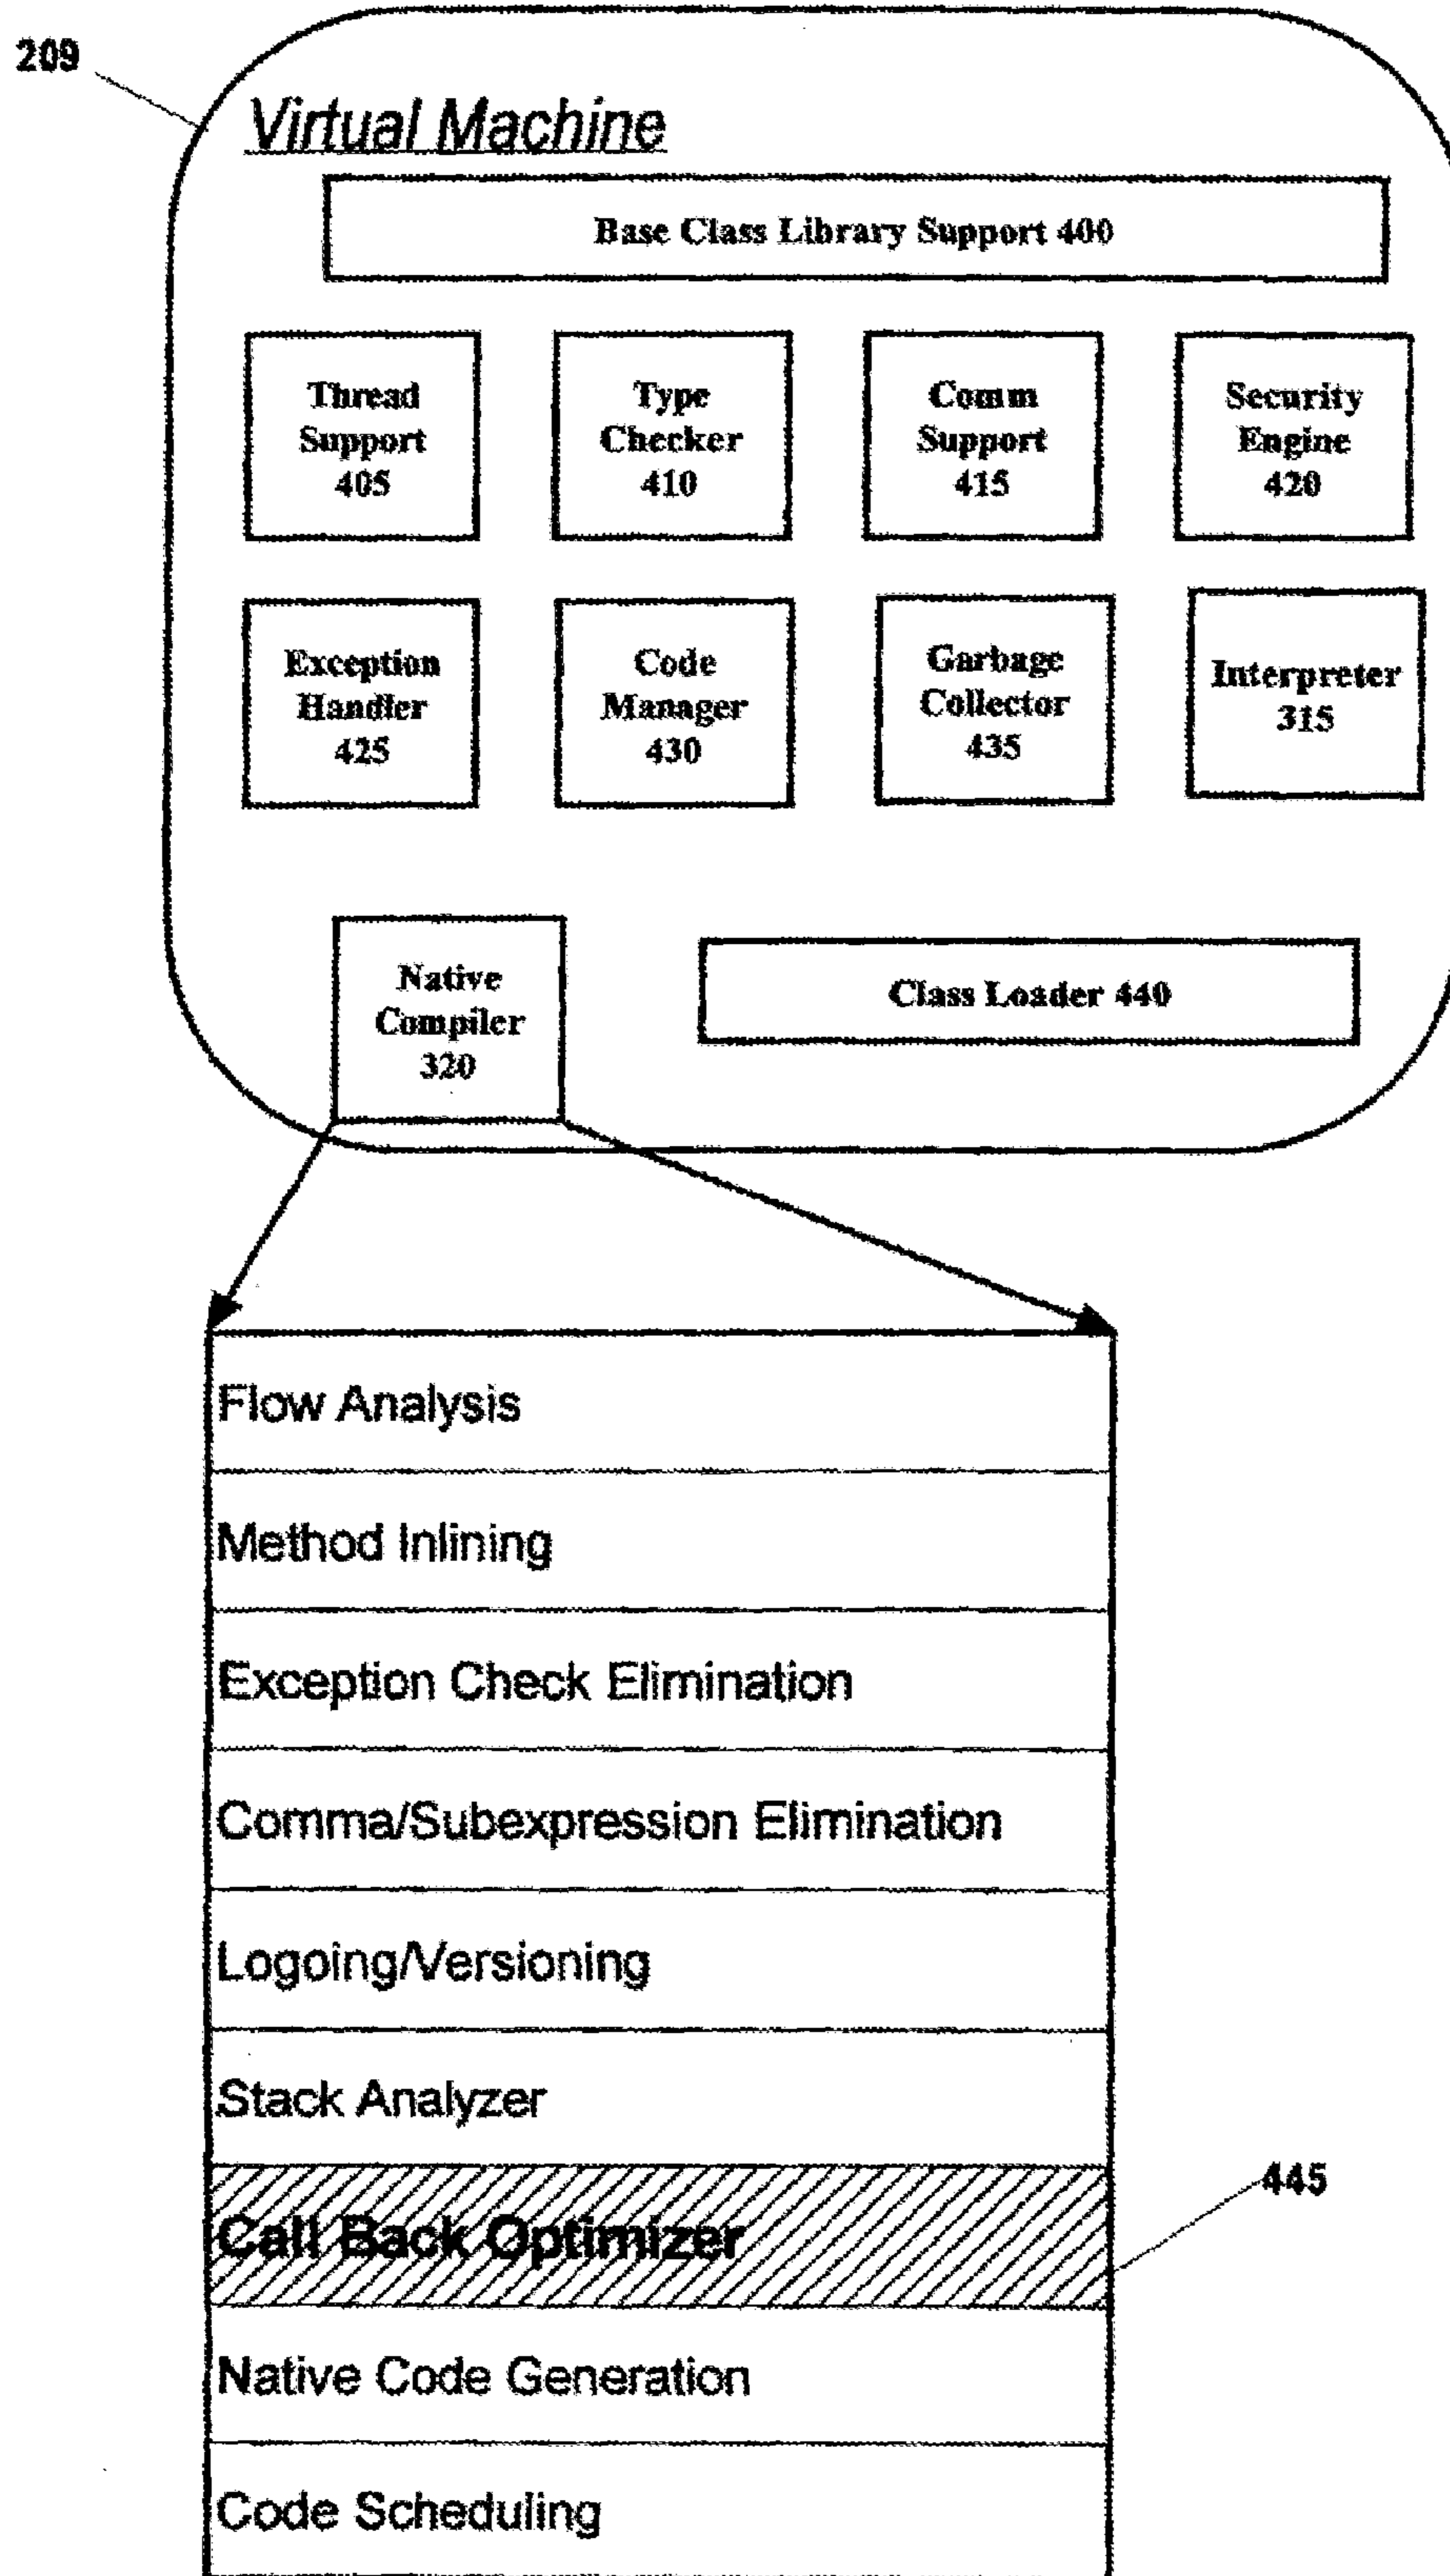 209
Virtual Machine
Base Class Library Support 400
Thread
Support
405
Type
Checker
410
Comm
Support
415
Security
Engine
420
Exception
Handler
425
Code
Manager
430
Garbage
Collector
435
Interpreter
315
Native
Compiler
320
Class Loader 440
Flow Analysis
Method Inlining
Exception Check Elimination
Comma/Subexpression Elimination
Logoing/Versioning
Stack Analyzer
Call Back Optimizer
445
Native Code Generation
Code Scheduling